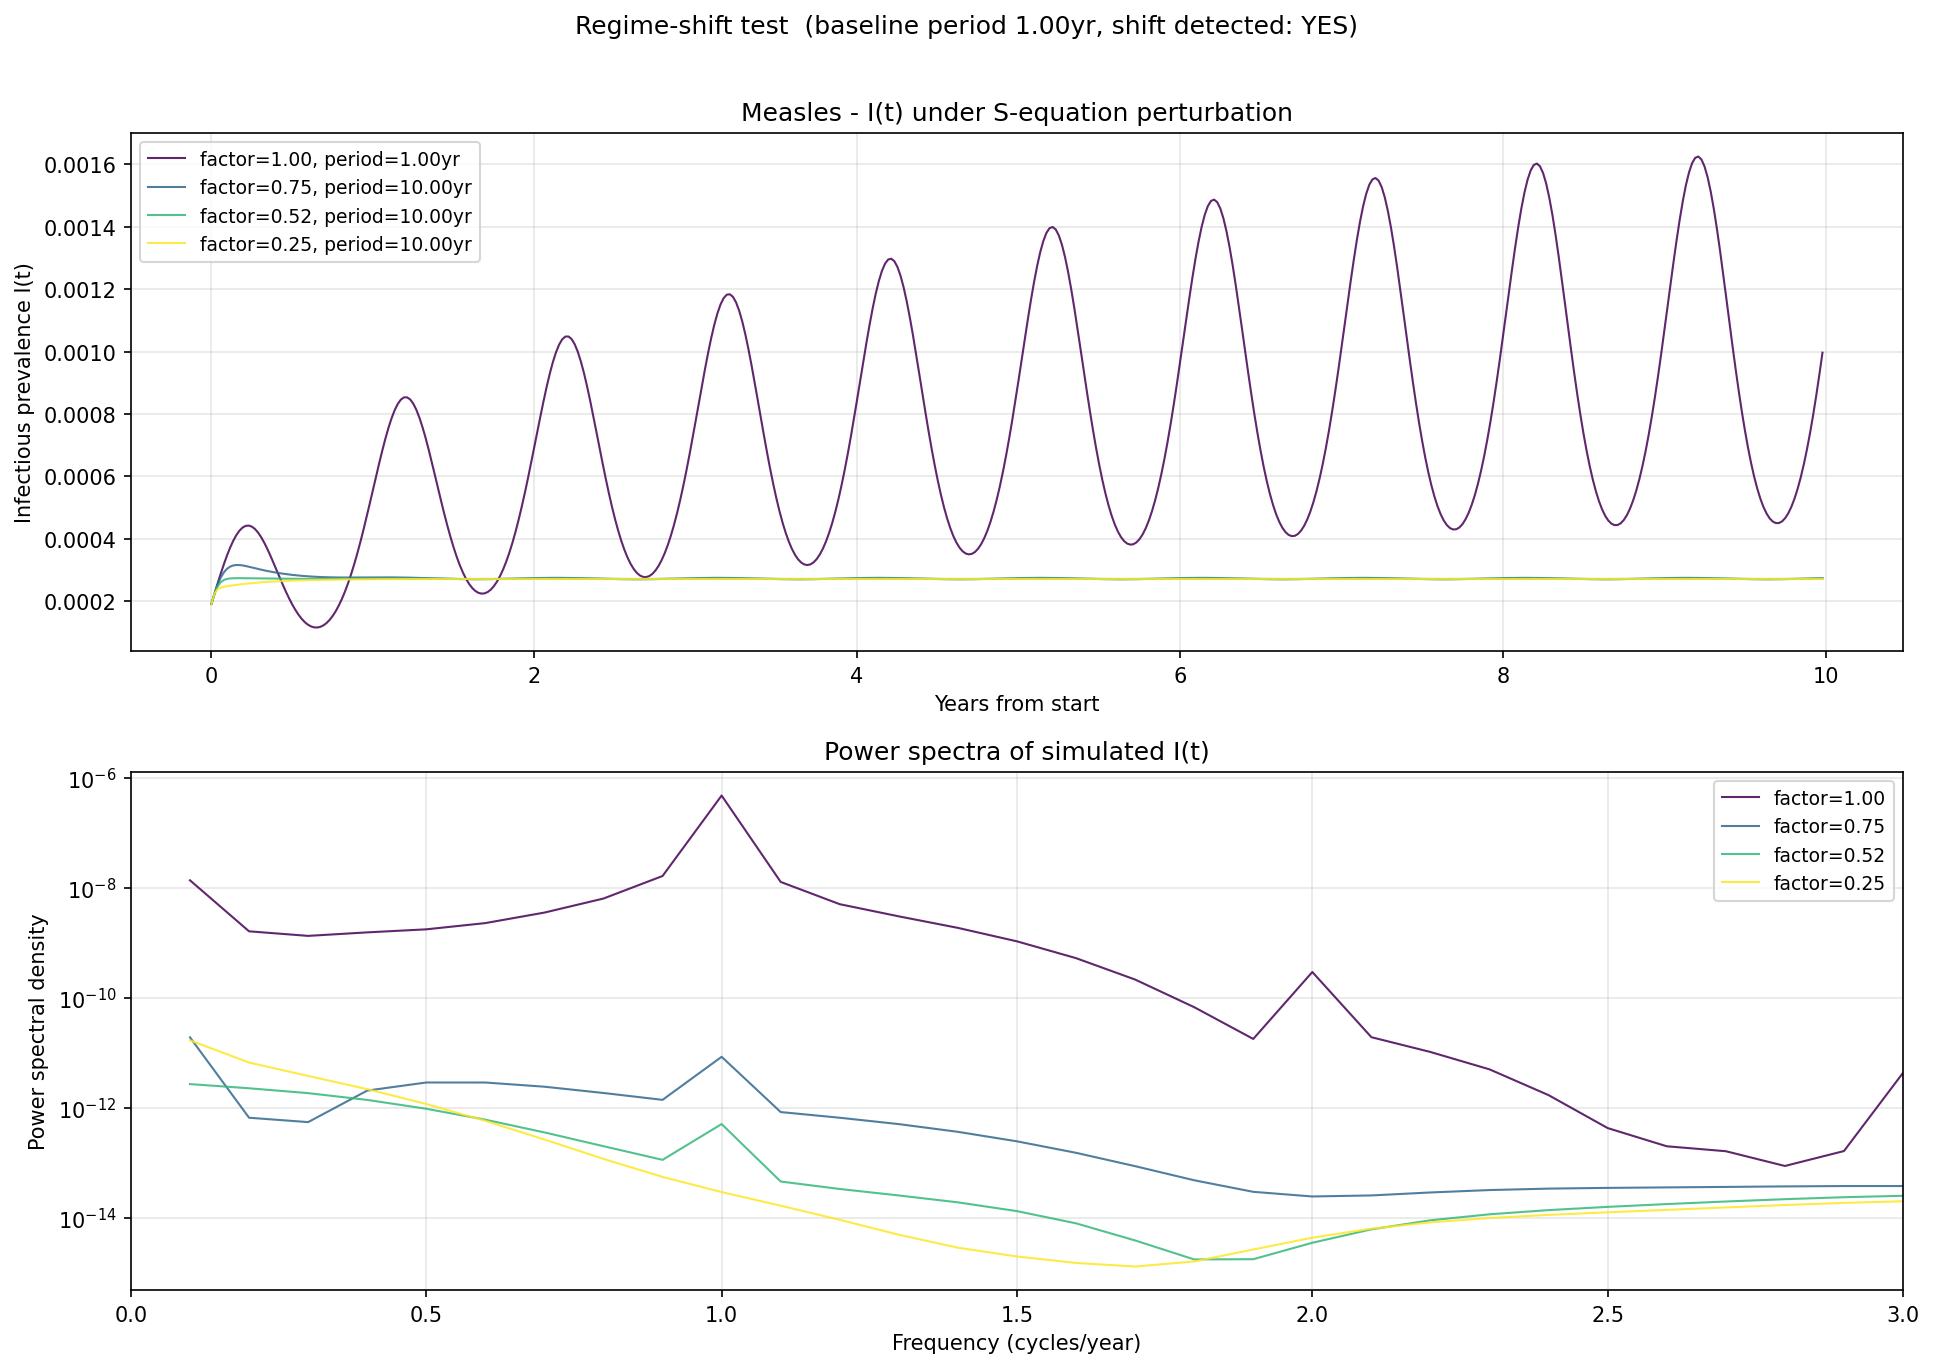 Regime-shift test  (baseline period 1.00yr, shift detected: YES)
Measles - I(t) under S-equation perturbation
factor=1.00, period=1.00yr
factor=0.75, period=10.00yr
factor=0.52, period=10.00yr
factor=0.25, period=10.00yr
Infectious prevalence I(t)
0.0016
0.0014
0.0012
0.0010
0.0008
0.0006
0.0004
0.0002
0 2 4 6 8 10
Years from start
Power spectra of simulated I(t)
factor=1.00
factor=0.75
factor=0.52
factor=0.25
Power spectral density
10⁻⁶
10⁻⁸
10⁻¹⁰
10⁻¹²
10⁻¹⁴
0.0 0.5 1.0 1.5 2.0 2.5 3.0
Frequency (cycles/year)